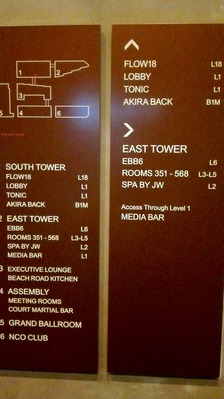 1
2
3
4
5
6
SOUTH TOWER
FLOW18 L18
LOBBY L1
TONIC L1
AKIRA BACK B1M
2 EAST TOWER
EBB6 L6
ROOMS 351 - 568 L3-L5
SPA BY JW L2
MEDIA BAR L1
3 EXECUTIVE LOUNGE
BEACH ROAD KITCHEN
4 ASSEMBLY
MEETING ROOMS
COURT MARTIAL BAR
5 GRAND BALLROOM
6 NCO CLUB
FLOW18 L18
LOBBY L1
TONIC L1
AKIRA BACK B1M
EAST TOWER
EBB6 L6
ROOMS 351 - 568 L3-L5
SPA BY JW L2
Access Through Level 1
MEDIA BAR